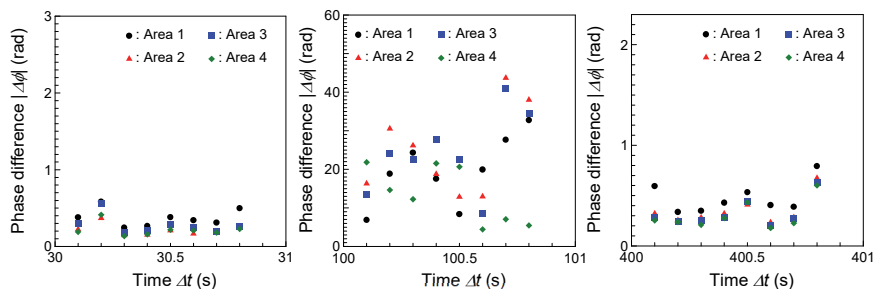 Phase difference |Δϕ| (rad)
3
2
1
0
: Area 1 : Area 3
: Area 2 : Area 4
30 30.5 31
Time Δt (s)
Phase difference |Δϕ| (rad)
60
40
20
0
: Area 1 : Area 3
: Area 2 : Area 4
100 100.5 101
Time Δt (s)
Phase difference |Δϕ| (rad)
2
1
0
: Area 1 : Area 3
: Area 2 : Area 4
400 400.5 401
Time Δt (s)